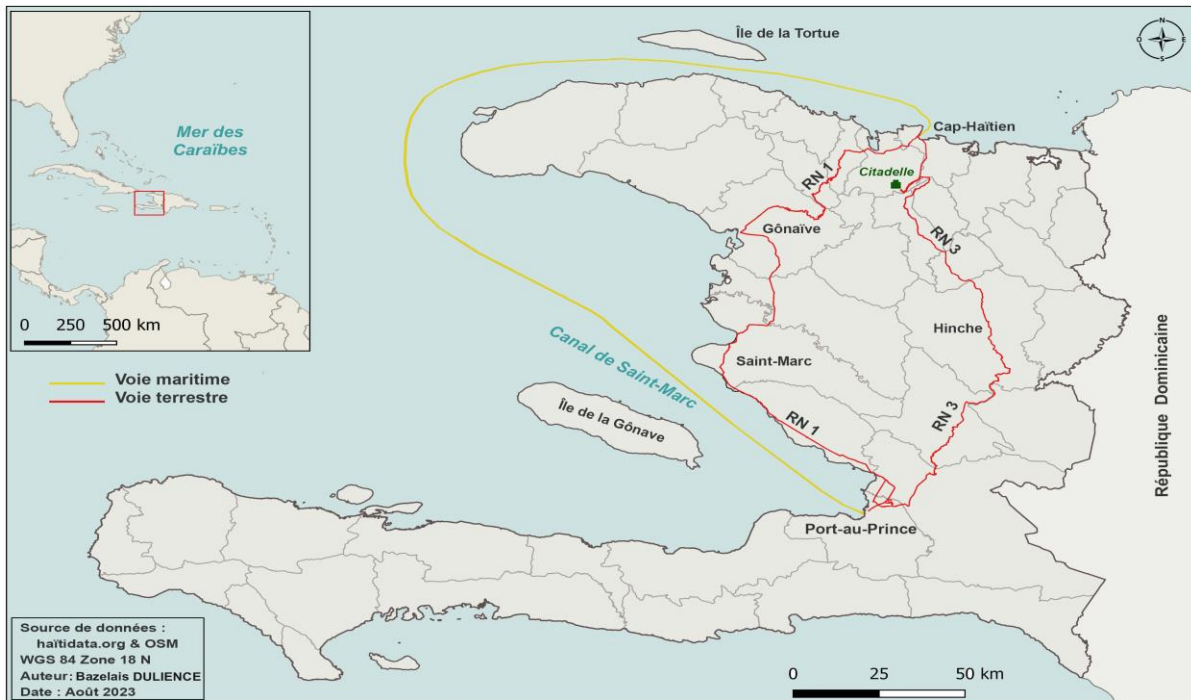 Île de la Tortue
N
O
E
S
Mer des
Caraïbes
0 250 500 km
Voie maritime
Voie terrestre
Cap-Haïtien
Citadelle
RN 1
Gônaïve
RN 3
Hinche
Canal de Saint-Marc
Saint-Marc
Île de la Gônave
RN 1
RN 3
République Dominicaine
Port-au-Prince
Source de données :
haïtidata.org & OSM
WGS 84 Zone 18 N
Auteur: Bazelais DULIENCE
Date : Août 2023
0 25 50 km